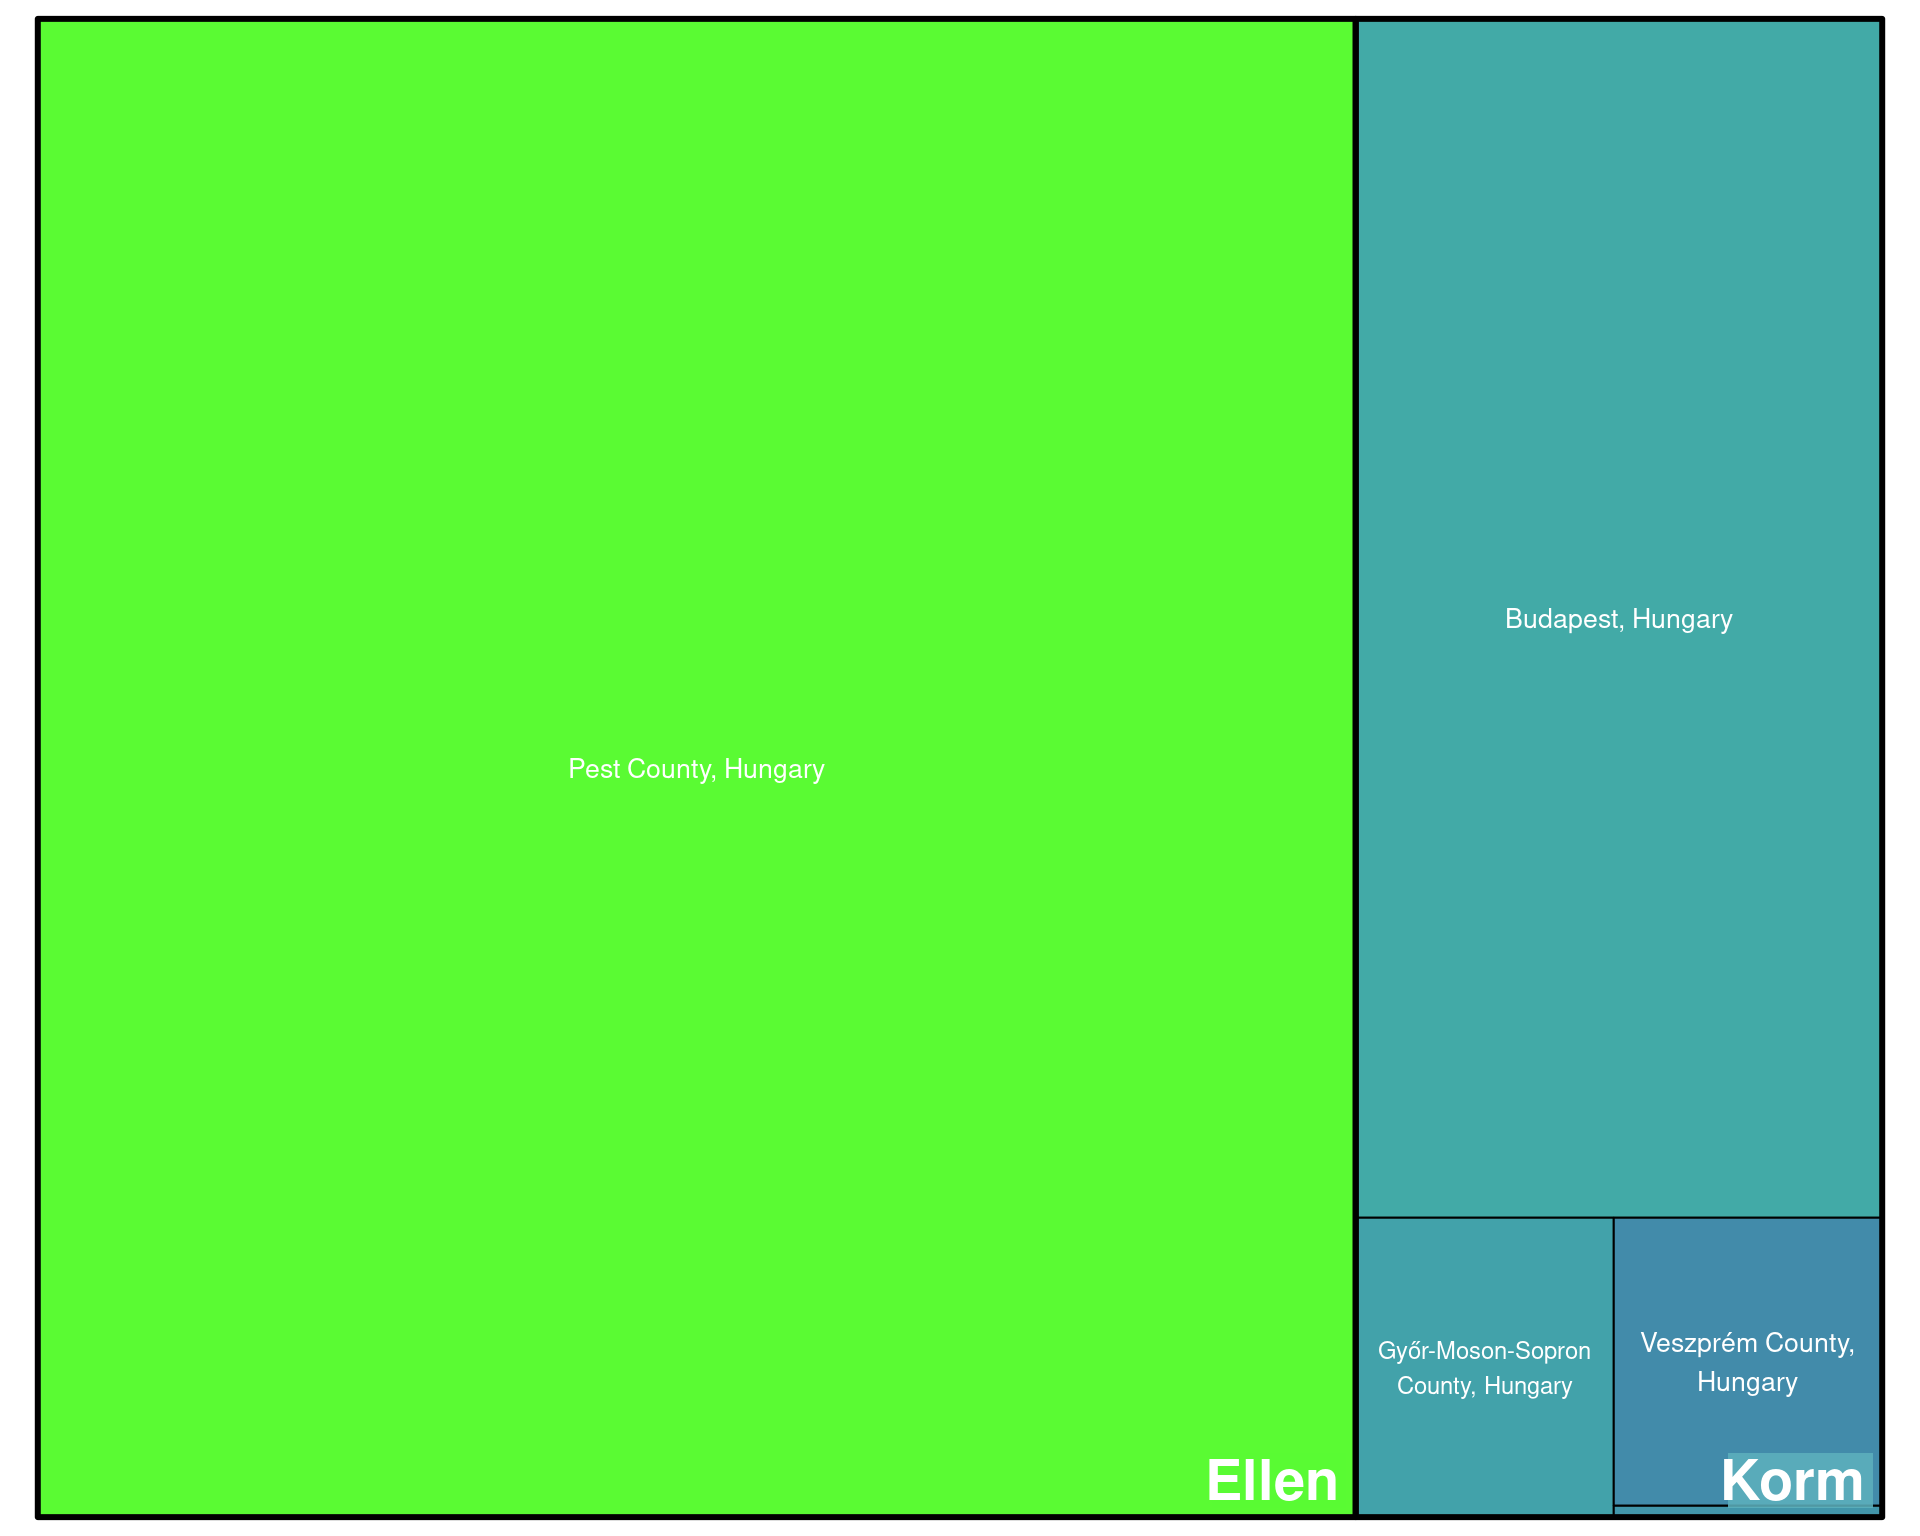 Budapest, Hungary
Pest County, Hungary
Győr-Moson-Sopron
County, Hungary
Veszprém County,
Hungary
Ellen
Korm